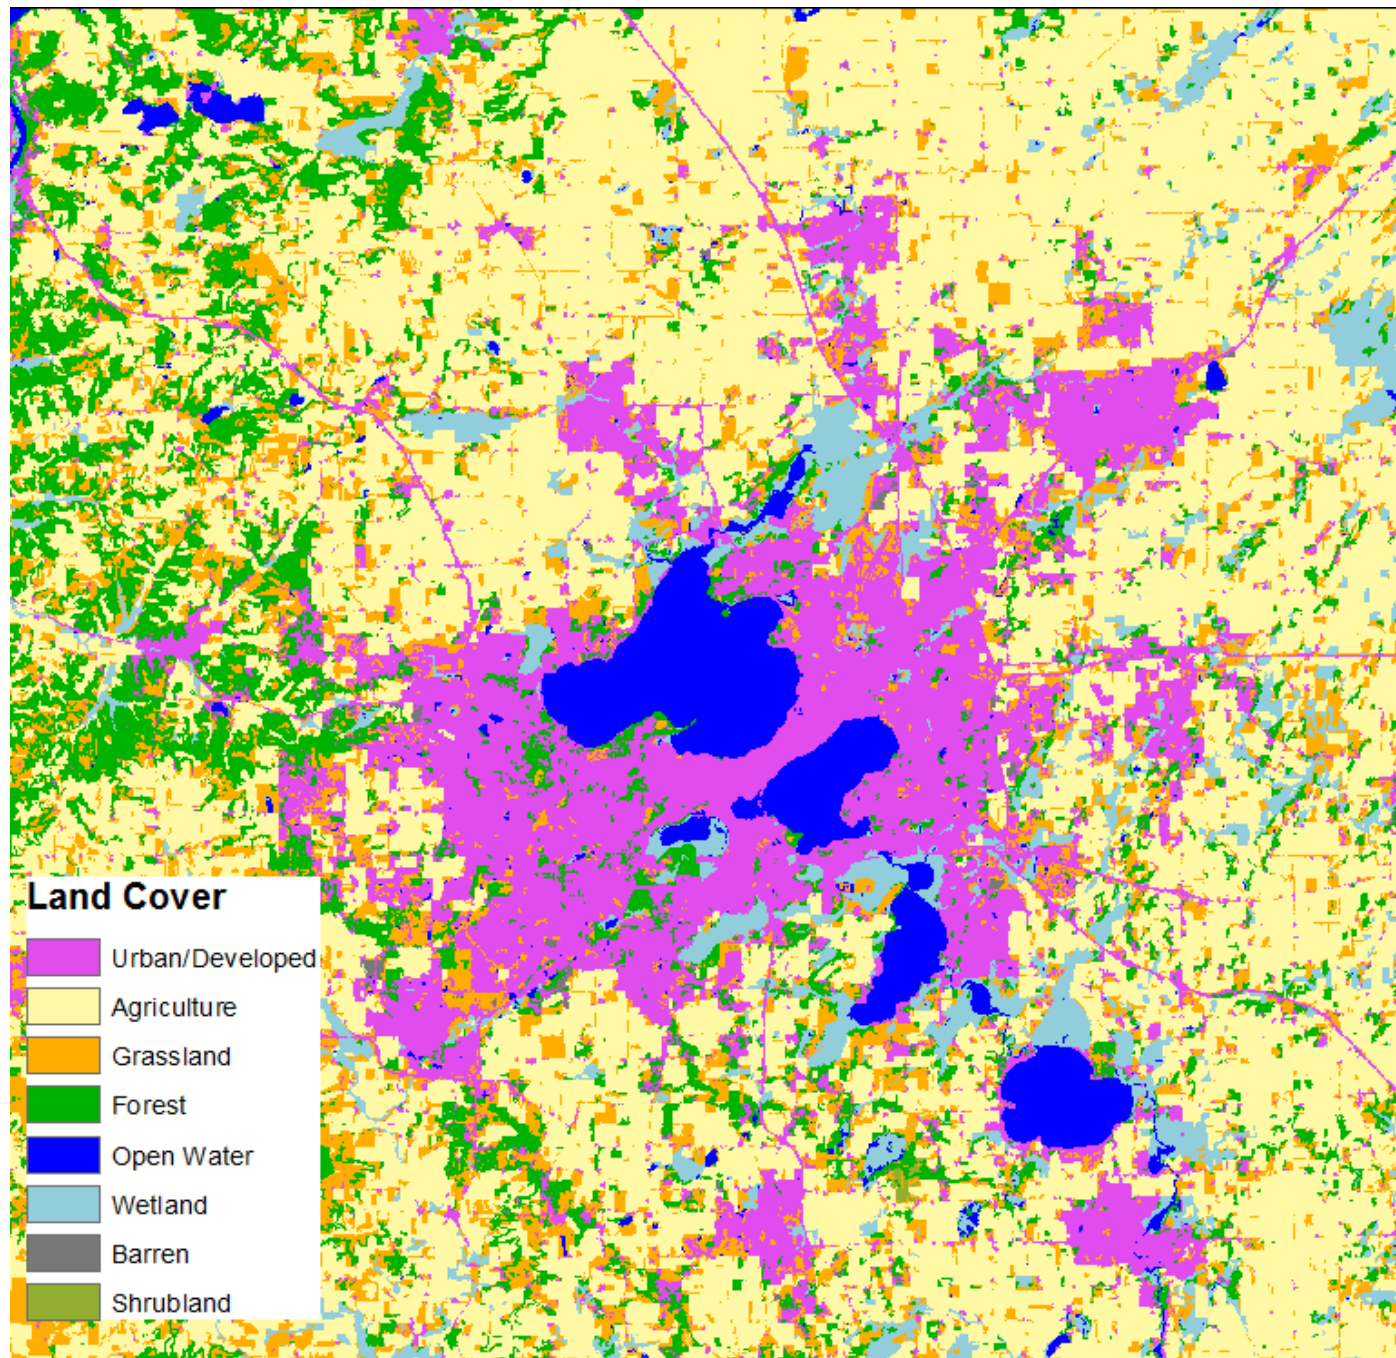 Land Cover
Urban/Developed
Agriculture
Grassland
Forest
Open Water
Wetland
Barren
Shrubland